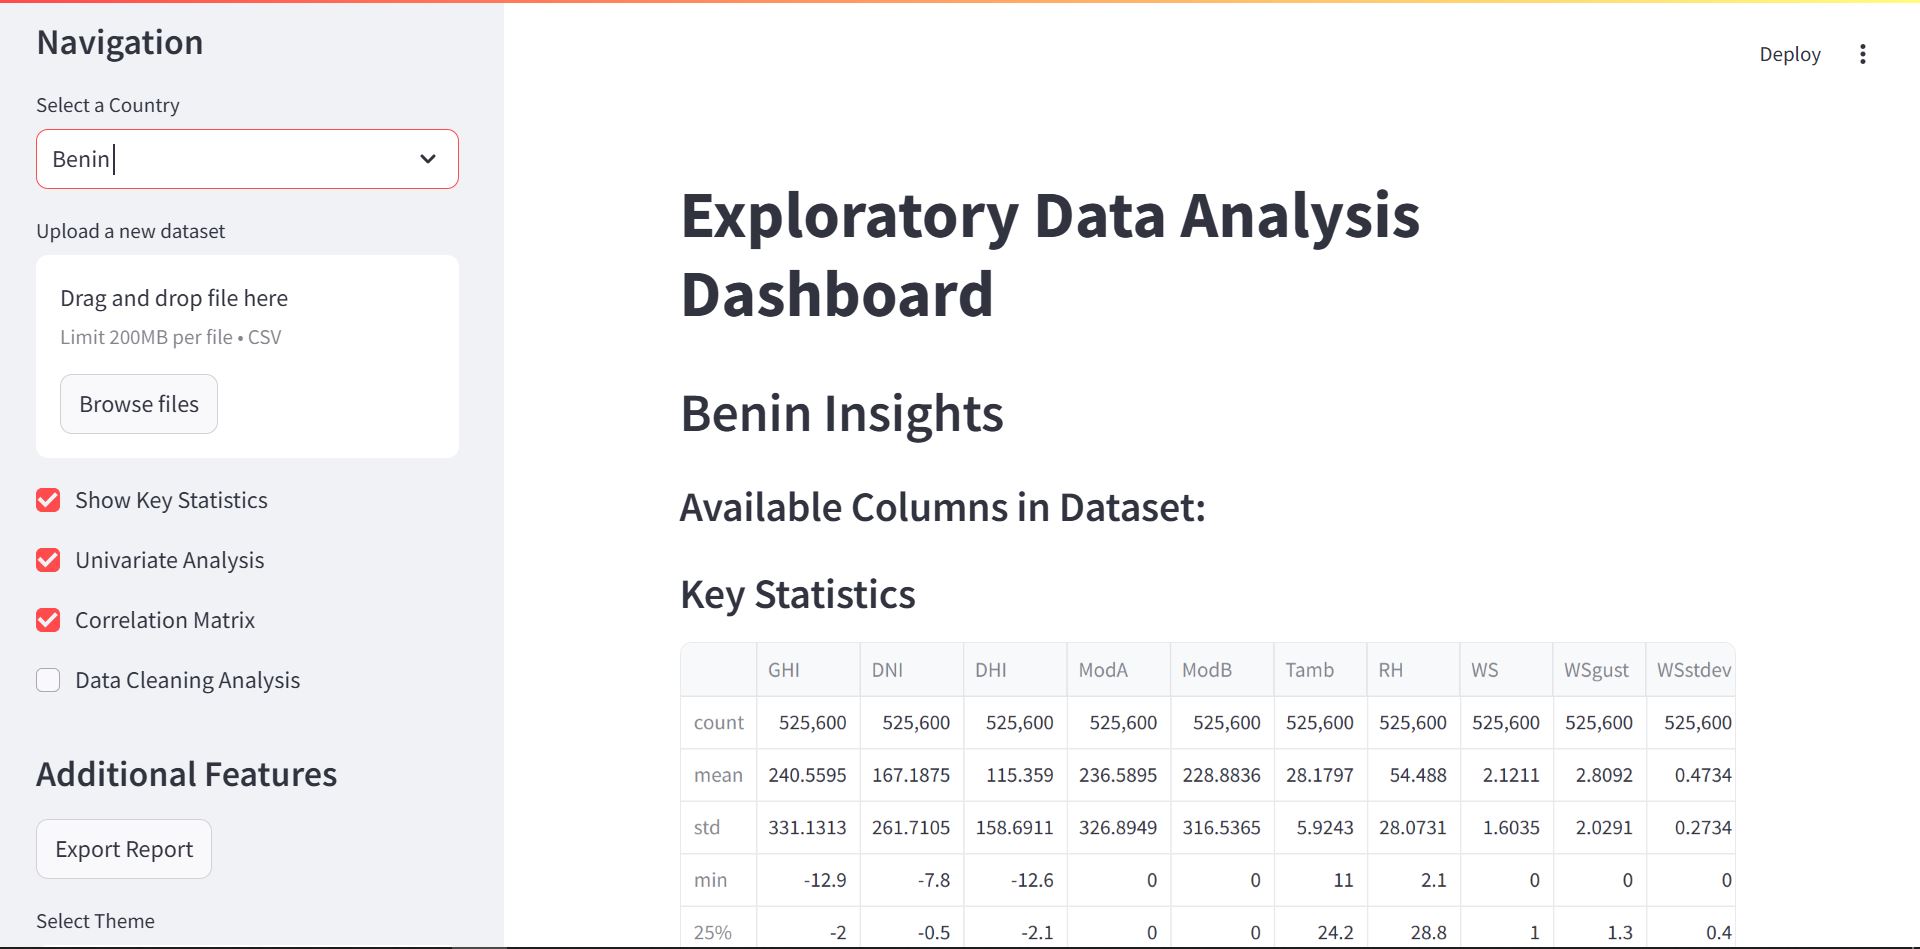 Navigation
Select a Country
Benin
Upload a new dataset
Drag and drop file here
Limit 200MB per file • CSV
Browse files
Show Key Statistics
Univariate Analysis
Correlation Matrix
Data Cleaning Analysis
Additional Features
Export Report
Select Theme
Deploy
Exploratory Data Analysis
Dashboard
Benin Insights
Available Columns in Dataset:
Key Statistics
GHI DNI DHI ModA ModB Tamb RH WS WSgust WSstdev
count 525,600 525,600 525,600 525,600 525,600 525,600 525,600 525,600 525,600 525,600
mean 240.5595 167.1875 115.359 236.5895 228.8836 28.1797 54.488 2.1211 2.8092 0.4734
std 331.1313 261.7105 158.6911 326.8949 316.5365 5.9243 28.0731 1.6035 2.0291 0.2734
min -12.9 -7.8 -12.6 0 0 11 2.1 0 0 0
25% -2 -0.5 -2.1 0 0 24.2 28.8 1 1.3 0.4